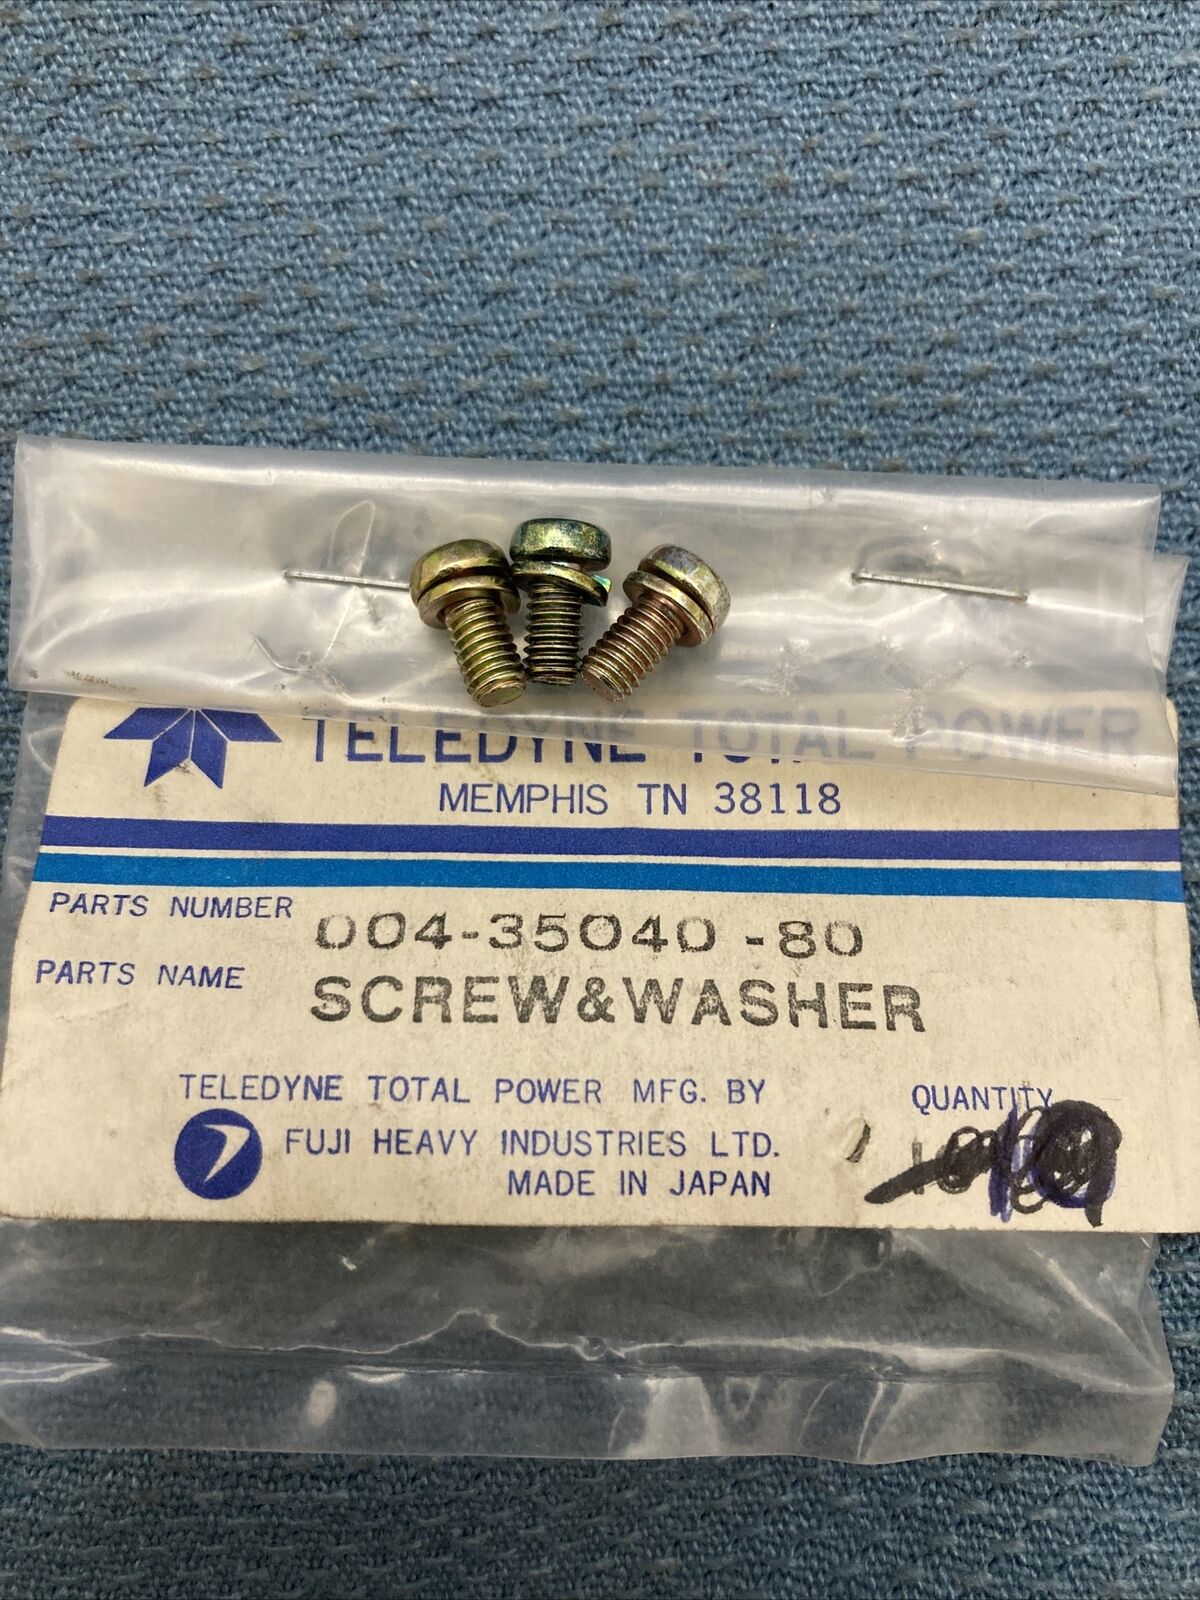 TELEDYNE TOTAL POWER
MEMPHIS TN 38118
PARTS NUMBER 004-35040-80
PARTS NAME SCREW&WASHER
TELEDYNE TOTAL POWER MFG. BY
FUJI HEAVY INDUSTRIES LTD.
MADE IN JAPAN
QUANTITY